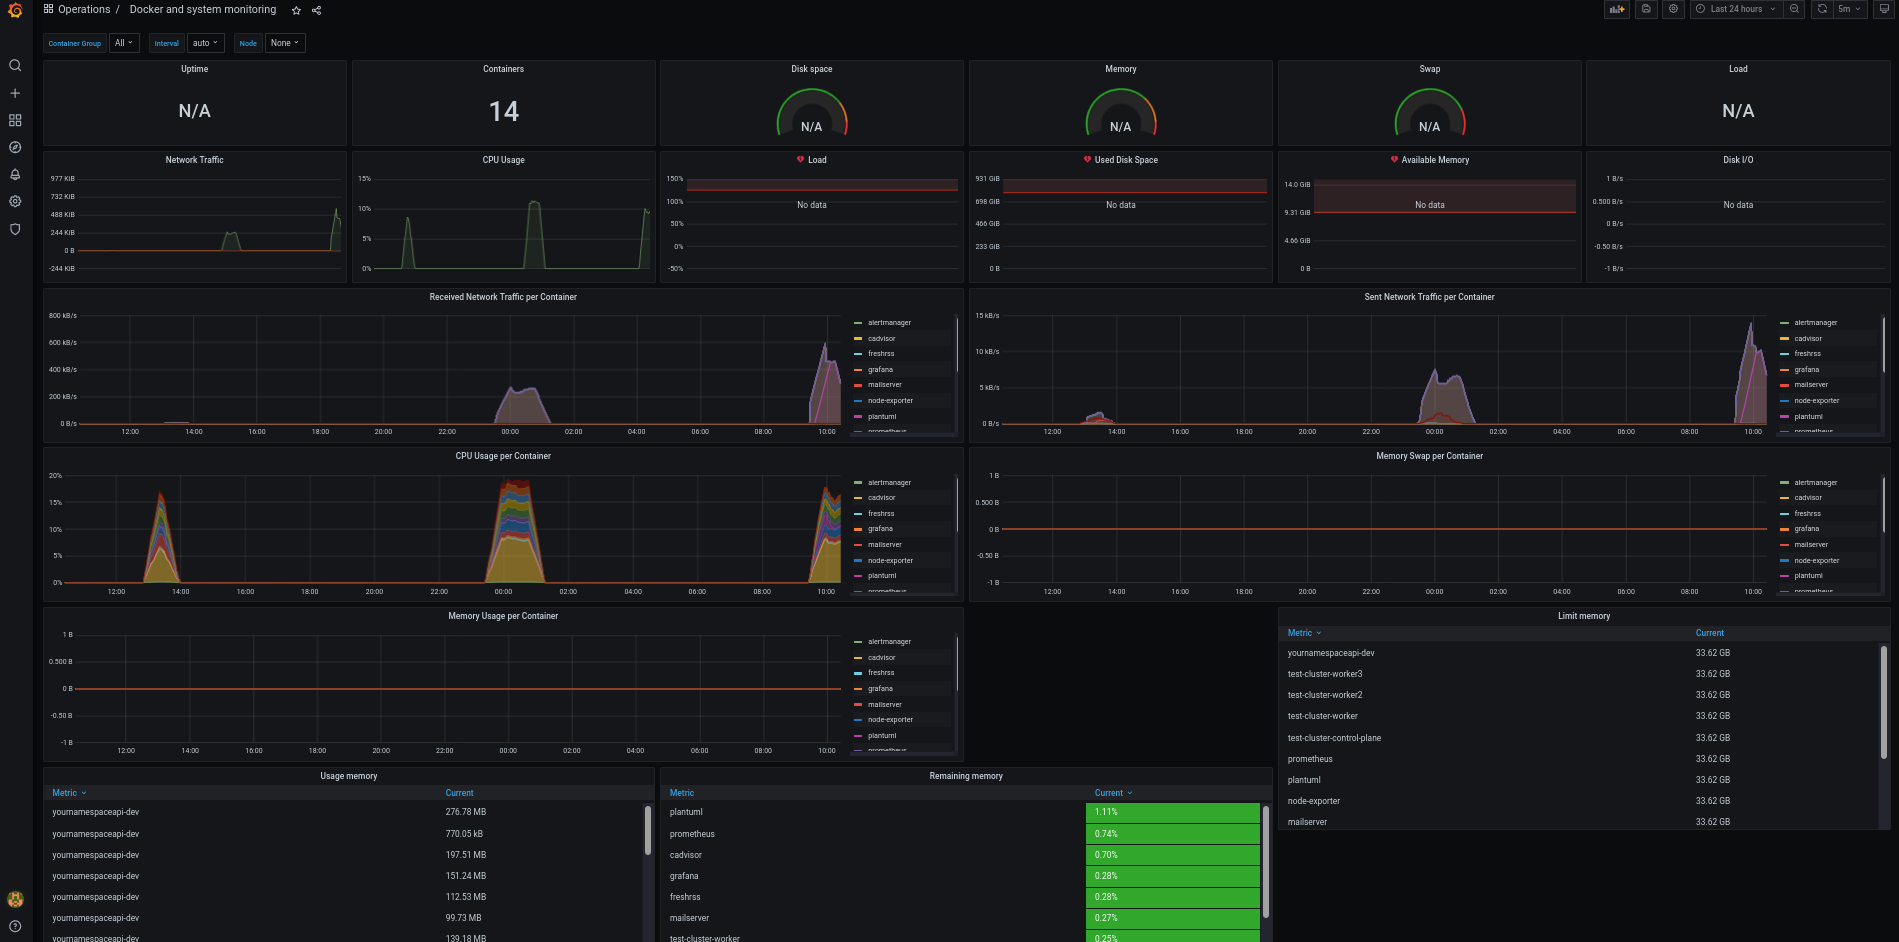 Operations / Docker and system monitoring
Last 24 hours
5m
Container Group All Interval auto Node None
Uptime
N/A
Containers
14
Disk space
N/A
Memory
N/A
Swap
N/A
Load
N/A
Network Traffic
977 KiB
732 KiB
488 KiB
244 KiB
0 B
-244 KiB
CPU Usage
15%
10%
5%
0%
Load
150%
100%
50%
0%
-50%
No data
Used Disk Space
931 GiB
698 GiB
466 GiB
233 GiB
0 B
No data
Available Memory
14.0 GiB
9.31 GiB
4.66 GiB
0 B
No data
Disk I/O
1 B/s
0.500 B/s
0 B/s
-0.50 B/s
-1 B/s
No data
Received Network Traffic per Container
800 kB/s
600 kB/s
400 kB/s
200 kB/s
0 B/s
12:00 14:00 16:00 18:00 20:00 22:00 00:00 02:00 04:00 06:00 08:00 10:00
alertmanager
cadvisor
freshrss
grafana
mailserver
node-exporter
plantuml
prometheus
Sent Network Traffic per Container
15 kB/s
10 kB/s
5 kB/s
0 B/s
12:00 14:00 16:00 18:00 20:00 22:00 00:00 02:00 04:00 06:00 08:00 10:00
alertmanager
cadvisor
freshrss
grafana
mailserver
node-exporter
plantuml
prometheus
CPU Usage per Container
20%
15%
10%
5%
0%
12:00 14:00 16:00 18:00 20:00 22:00 00:00 02:00 04:00 06:00 08:00 10:00
alertmanager
cadvisor
freshrss
grafana
mailserver
node-exporter
plantuml
prometheus
Memory Swap per Container
1 B
0.500 B
0 B
-0.50 B
-1 B
12:00 14:00 16:00 18:00 20:00 22:00 00:00 02:00 04:00 06:00 08:00 10:00
alertmanager
cadvisor
freshrss
grafana
mailserver
node-exporter
plantuml
prometheus
Memory Usage per Container
1 B
0.500 B
0 B
-0.50 B
-1 B
12:00 14:00 16:00 18:00 20:00 22:00 00:00 02:00 04:00 06:00 08:00 10:00
alertmanager
cadvisor
freshrss
grafana
mailserver
node-exporter
plantuml
prometheus
Limit memory
Metric Current
yournamespaceapi-dev 33.62 GB
test-cluster-worker3 33.62 GB
test-cluster-worker2 33.62 GB
test-cluster-worker 33.62 GB
test-cluster-control-plane 33.62 GB
prometheus 33.62 GB
plantuml 33.62 GB
node-exporter 33.62 GB
mailserver 33.62 GB
Usage memory
Metric Current
yournamespaceapi-dev 276.78 MB
yournamespaceapi-dev 770.05 kB
yournamespaceapi-dev 197.51 MB
yournamespaceapi-dev 151.24 MB
yournamespaceapi-dev 112.53 MB
yournamespaceapi-dev 99.73 MB
yournamespaceapi-dev 139.18 MB
Remaining memory
Metric Current
plantuml 1.11%
prometheus 0.74%
cadvisor 0.70%
grafana 0.28%
freshrss 0.28%
mailserver 0.27%
test-cluster-worker 0.25%